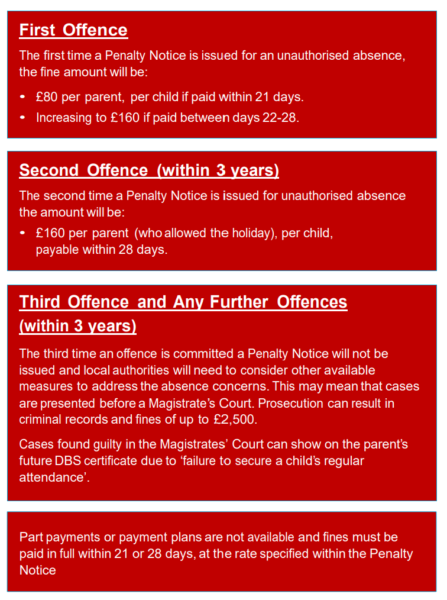 First Offence
The first time a Penalty Notice is issued for an unauthorised absence,
the fine amount will be:
• £80 per parent, per child if paid within 21 days.
• Increasing to £160 if paid between days 22-28.
Second Offence (within 3 years)
The second time a Penalty Notice is issued for unauthorised absence
the amount will be:
• £160 per parent (who allowed the holiday), per child,
payable within 28 days.
Third Offence and Any Further Offences
(within 3 years)
The third time an offence is committed a Penalty Notice will not be
issued and local authorities will need to consider other available
measures to address the absence concerns. This may mean that cases
are presented before a Magistrate's Court. Prosecution can result in
criminal records and fines of up to £2,500.
Cases found guilty in the Magistrates' Court can show on the parent's
future DBS certificate due to 'failure to secure a child's regular
attendance'.
Part payments or payment plans are not available and fines must be
paid in full within 21 or 28 days, at the rate specified within the Penalty
Notice